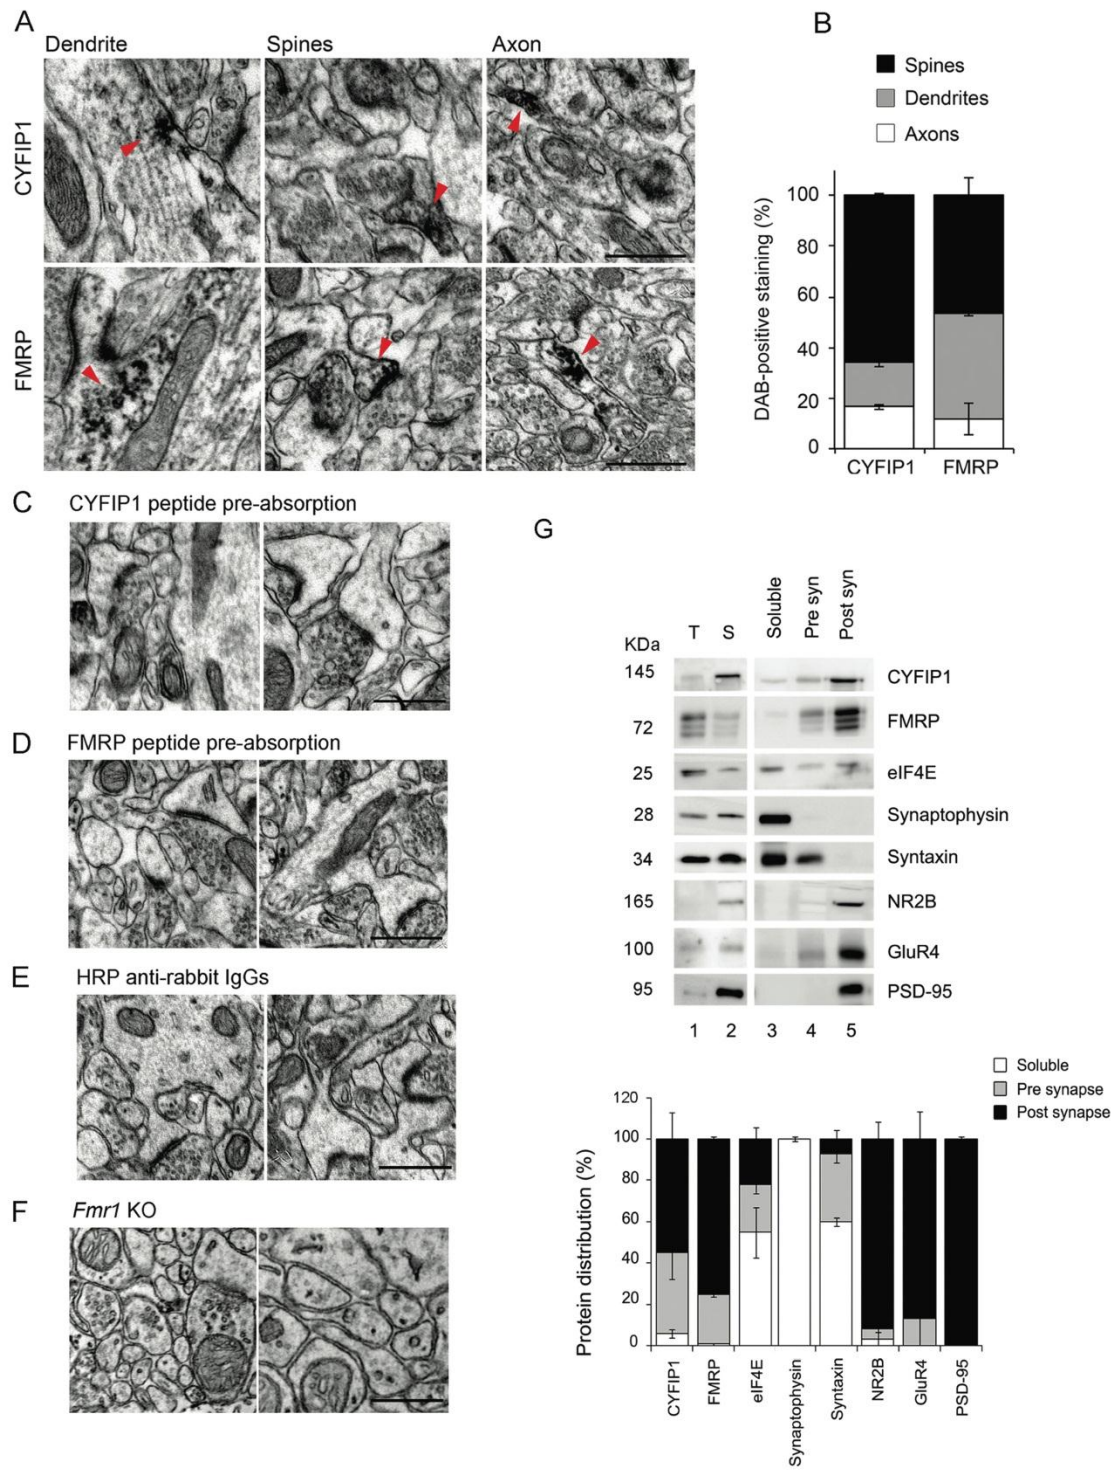 A
Dendrite
Spines
Axon
CYFIP1
FMRP
B
Spines
Dendrites
Axons
DAB-positive staining (%)
100
80
60
40
20
0
CYFIP1
FMRP
C
CYFIP1 peptide pre-absorption
D
FMRP peptide pre-absorption
E
HRP anti-rabbit IgGs
F
Fmr1 KO
G
KDa
T
S
Soluble
Pre syn
Post syn
145
CYFIP1
72
FMRP
25
eIF4E
28
Synaptophysin
34
Syntaxin
165
NR2B
100
GluR4
95
PSD-95
1 2 3 4 5
Soluble
Pre synapse
Post synapse
Protein distribution (%)
120
100
80
60
40
20
0
CYFIP1
FMRP
eIF4E
Synaptophysin
Syntaxin
NR2B
GluR4
PSD-95